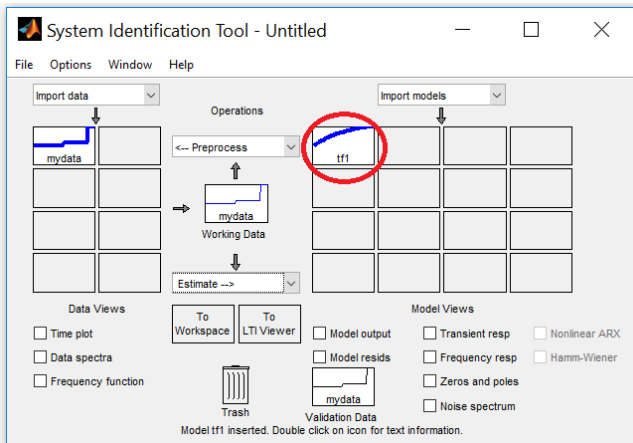 System Identification Tool - Untitled
File Options Window Help
Import data
Operations
Import models
mydata
<-- Preprocess
tf1
mydata
Working Data
Estimate -->
Data Views
To Workspace
To LTI Viewer
Model Views
Time plot
Data spectra
Frequency function
Model output
Model resids
Transient resp
Frequency resp
Zeros and poles
Noise spectrum
Nonlinear ARX
Hamm-Wiener
Trash
mydata
Validation Data
Model tf1 inserted. Double click on icon for text information.